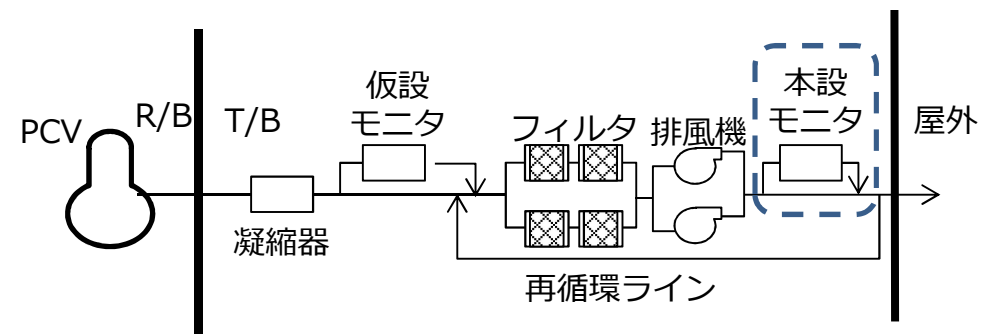 PCV
R/B
T/B
仮設
モニタ
凝縮器
フィルタ
排風機
本設
モニタ
屋外
再循環ライン